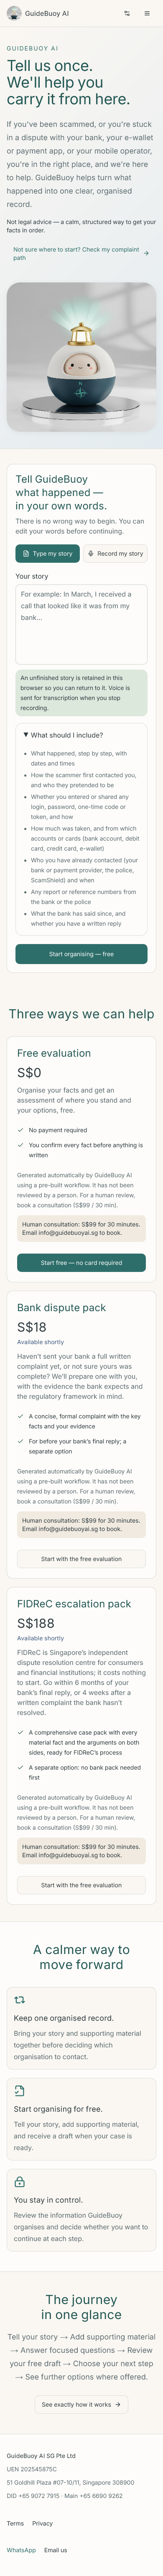 GuideBuoy AI
GUIDEBUOY AI
Tell us once.
We'll help you
carry it from here.
If you've been scammed, or you're stuck
in a dispute with your bank, your e-wallet
or payment app, or your mobile operator,
you're in the right place, and we're here
to help. GuideBuoy helps turn what
happened into one clear, organised
record.
Not legal advice — a calm, structured way to get your
facts in order.
Not sure where to start? Check my complaint
path
Tell GuideBuoy
what happened —
in your own words.
There is no wrong way to begin. You can
edit your words before continuing.
Type my story
Record my story
Your story
For example: In March, I received a
call that looked like it was from my
bank...
An unfinished story is retained in this
browser so you can return to it. Voice is
sent for transcription when you stop
recording.
▼ What should I include?
• What happened, step by step, with
dates and times
• How the scammer first contacted you,
and who they pretended to be
• Whether you entered or shared any
login, password, one-time code or
token, and how
• How much was taken, and from which
accounts or cards (bank account, debit
card, credit card, e-wallet)
• Who you have already contacted (your
bank or payment provider, the police,
ScamShield) and when
• Any report or reference numbers from
the bank or the police
• What the bank has said since, and
whether you have a written reply
Start organising — free
Three ways we can help
Free evaluation
S$0
Organise your facts and get an
assessment of where you stand and
your options, free.
No payment required
You confirm every fact before anything is
written
Generated automatically by GuideBuoy AI
using a pre-built workflow. It has not been
reviewed by a person. For a human review,
book a consultation (S$99 / 30 min).
Human consultation: S$99 for 30 minutes.
Email info@guidebuoyai.sg to book.
Start free — no card required
Bank dispute pack
S$18
Available shortly
Haven't sent your bank a full written
complaint yet, or not sure yours was
complete? We'll prepare one with you,
with the evidence the bank expects and
the regulatory framework in mind.
A concise, formal complaint with the key
facts and your evidence
For before your bank's final reply; a
separate option
Generated automatically by GuideBuoy AI
using a pre-built workflow. It has not been
reviewed by a person. For a human review,
book a consultation (S$99 / 30 min).
Human consultation: S$99 for 30 minutes.
Email info@guidebuoyai.sg to book.
Start with the free evaluation
FIDReC escalation pack
S$188
Available shortly
FIDReC is Singapore's independent
dispute resolution centre for consumers
and financial institutions; it costs nothing
to start. Go within 6 months of your
bank's final reply, or 4 weeks after a
written complaint the bank hasn't
resolved.
A comprehensive case pack with every
material fact and the arguments on both
sides, ready for FIDReC's process
A separate option: no bank pack needed
first
Generated automatically by GuideBuoy AI
using a pre-built workflow. It has not been
reviewed by a person. For a human review,
book a consultation (S$99 / 30 min).
Human consultation: S$99 for 30 minutes.
Email info@guidebuoyai.sg to book.
Start with the free evaluation
A calmer way to
move forward
Keep one organised record.
Bring your story and supporting material
together before deciding which
organisation to contact.
Start organising for free.
Tell your story, add supporting material,
and receive a draft when your case is
ready.
You stay in control.
Review the information GuideBuoy
organises and decide whether you want to
continue at each step.
The journey
in one glance
Tell your story → Add supporting material
→ Answer focused questions → Review
your free draft → Choose your next step
→ See further options where offered.
See exactly how it works →
GuideBuoy AI SG Pte Ltd
UEN 202545875C
51 Goldhill Plaza #07-10/11, Singapore 308900
DID +65 9072 7915 · Main +65 6690 9262
Terms Privacy
WhatsApp Email us